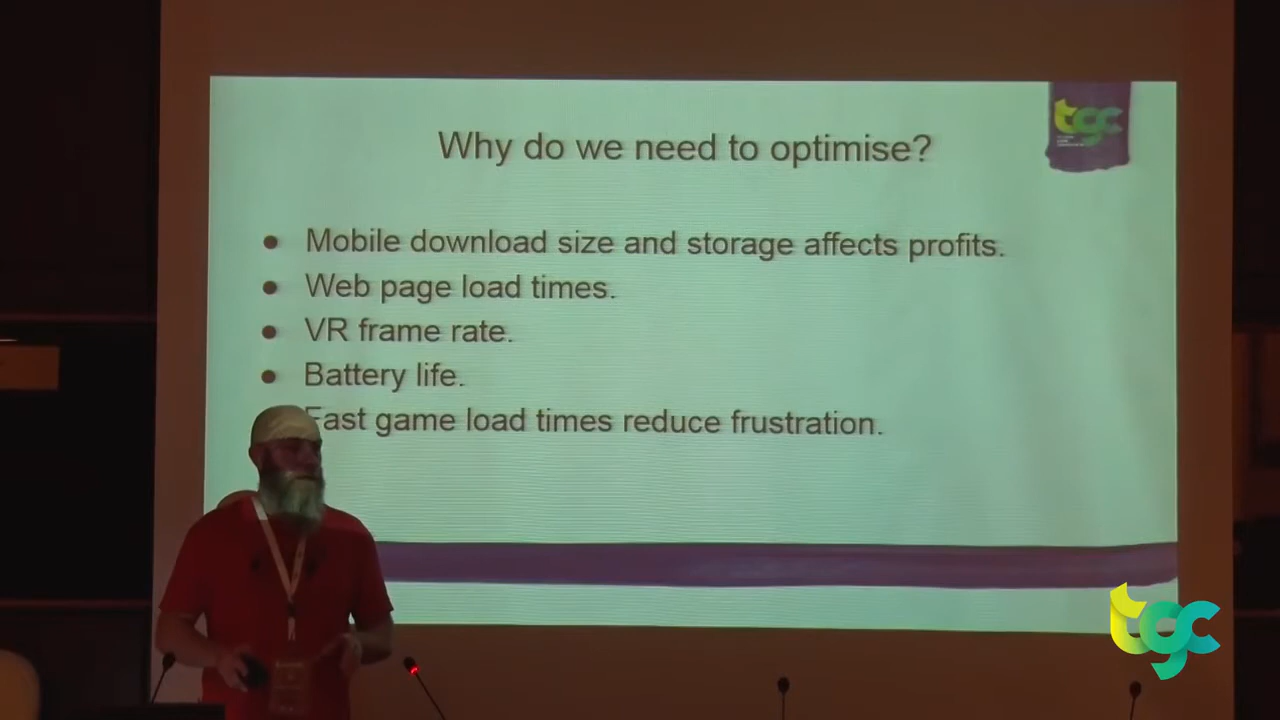 Why do we need to optimise?
tgc
● Mobile download size and storage affects profits.
● Web page load times.
● VR frame rate.
● Battery life.
Fast game load times reduce frustration.
tgc